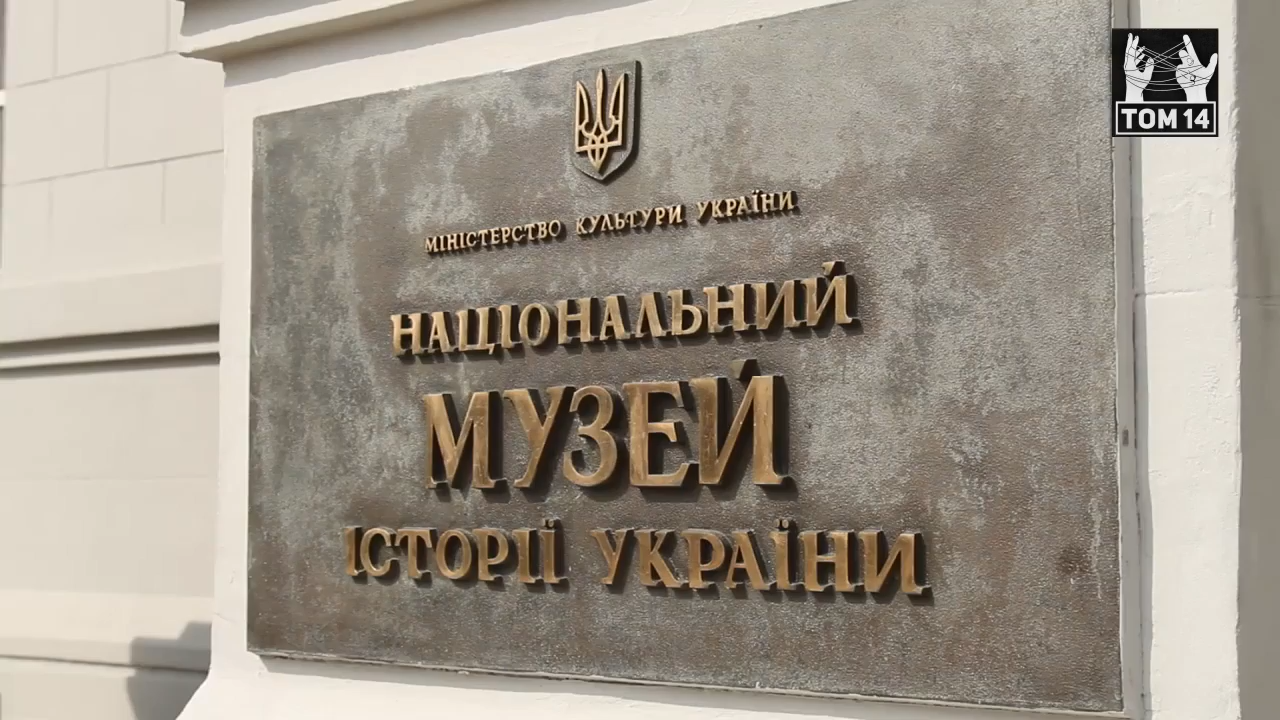 ТОМ 14
МІНІСТЕРСТВО КУЛЬТУРИ УКРАЇНИ
НАЦІОНАЛЬНИЙ
МУЗЕЙ
ІСТОРІЇ УКРАЇНИ